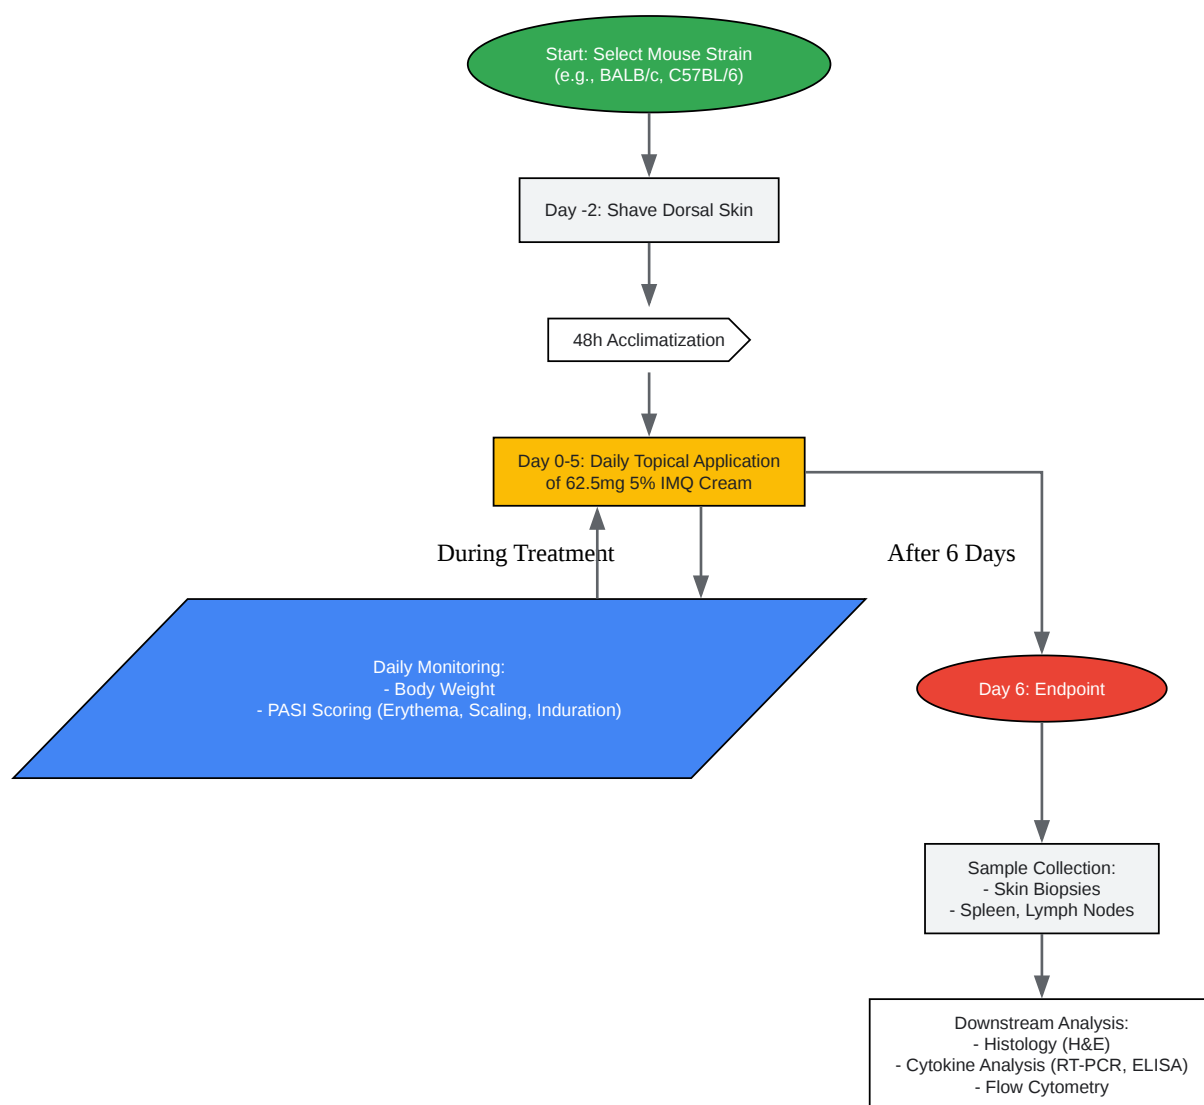 Start: Select Mouse Strain
(e.g., BALB/c, C57BL/6)
Day -2: Shave Dorsal Skin
48h Acclimatization
Day 0-5: Daily Topical Application
of 62.5mg 5% IMQ Cream
During Treatment
After 6 Days
Daily Monitoring:
- Body Weight
- PASI Scoring (Erythema, Scaling, Induration)
Day 6: Endpoint
Sample Collection:
- Skin Biopsies
- Spleen, Lymph Nodes
Downstream Analysis:
- Histology (H&E)
- Cytokine Analysis (RT-PCR, ELISA)
- Flow Cytometry